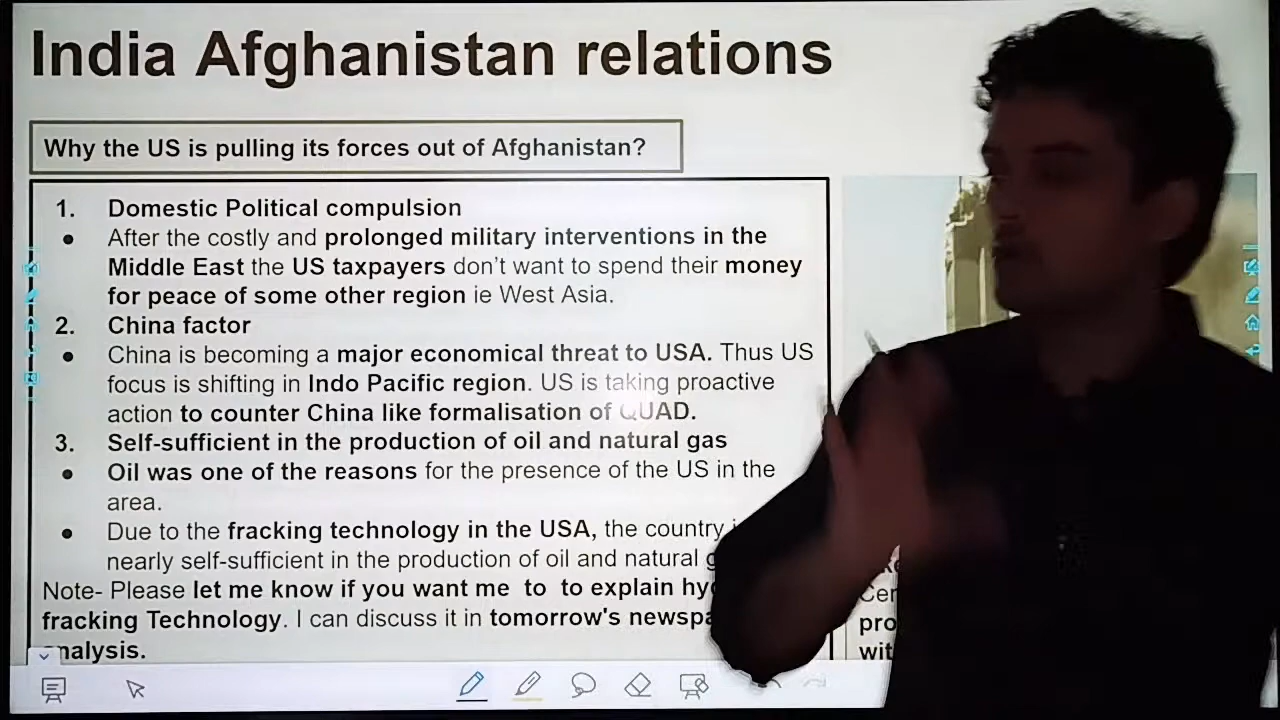 India Afghanistan relations
Why the US is pulling its forces out of Afghanistan?
1. Domestic Political compulsion
● After the costly and prolonged military interventions in the
Middle East the US taxpayers don't want to spend their money
for peace of some other region ie West Asia.
2. China factor
● China is becoming a major economical threat to USA. Thus US
focus is shifting in Indo Pacific region. US is taking proactive
action to counter China like formalisation of QUAD.
3. Self-sufficient in the production of oil and natural gas
● Oil was one of the reasons for the presence of the US in the
area.
● Due to the fracking technology in the USA, the country
nearly self-sufficient in the production of oil and natural
Note- Please let me know if you want me to to explain
fracking Technology. I can discuss it in tomorrow's
analysis.